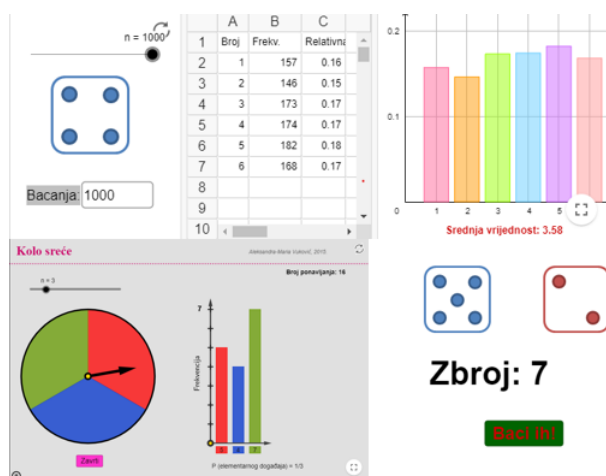 n = 1000
Bacanja: 1000
A B C
1 Broj Frekv. Relativna
2 1 157 0.16
3 2 146 0.15
4 3 173 0.17
5 4 174 0.17
6 5 182 0.18
7 6 168 0.17
8
9
10
0.2
0.1
0 1 2 3 4 5
Srednja vrijednost: 3.58
Kolo sreće
Aleksandra-Maria Vuković, 2015.
n = 3
Broj ponavljanja: 16
7
Frekvencija
0
5 4 7
P (elementarnog događaja) = 1/3
Zavrti
Zbroj: 7
Baci ih!